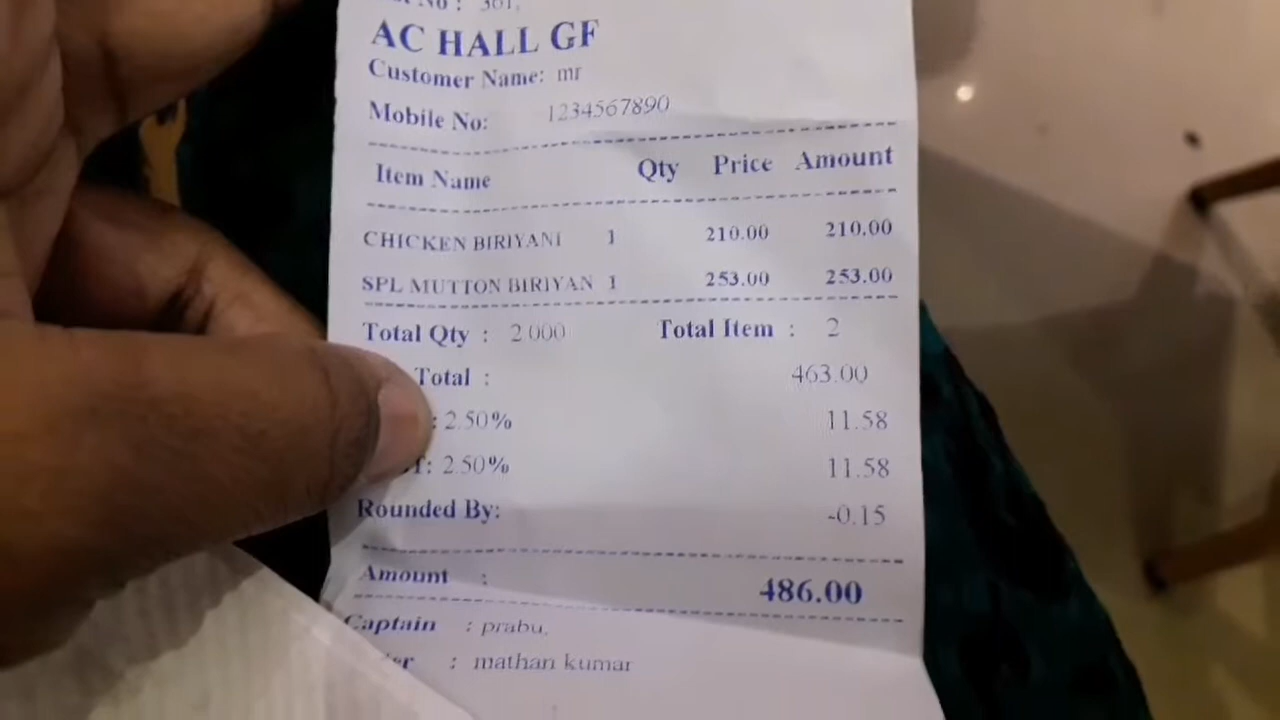 No : 361,
AC HALL GF
Customer Name: mr
Mobile No: 1234567890
Item Name Qty Price Amount
CHICKEN BIRIYANI 1 210.00 210.00
SPL MUTTON BIRIYAN 1 253.00 253.00
Total Qty : 2.000 Total Item : 2
Total : 463.00
: 2.50% 11.58
T: 2.50% 11.58
Rounded By: -0.15
Amount : 486.00
Captain : prabu,
er : mathan kumar